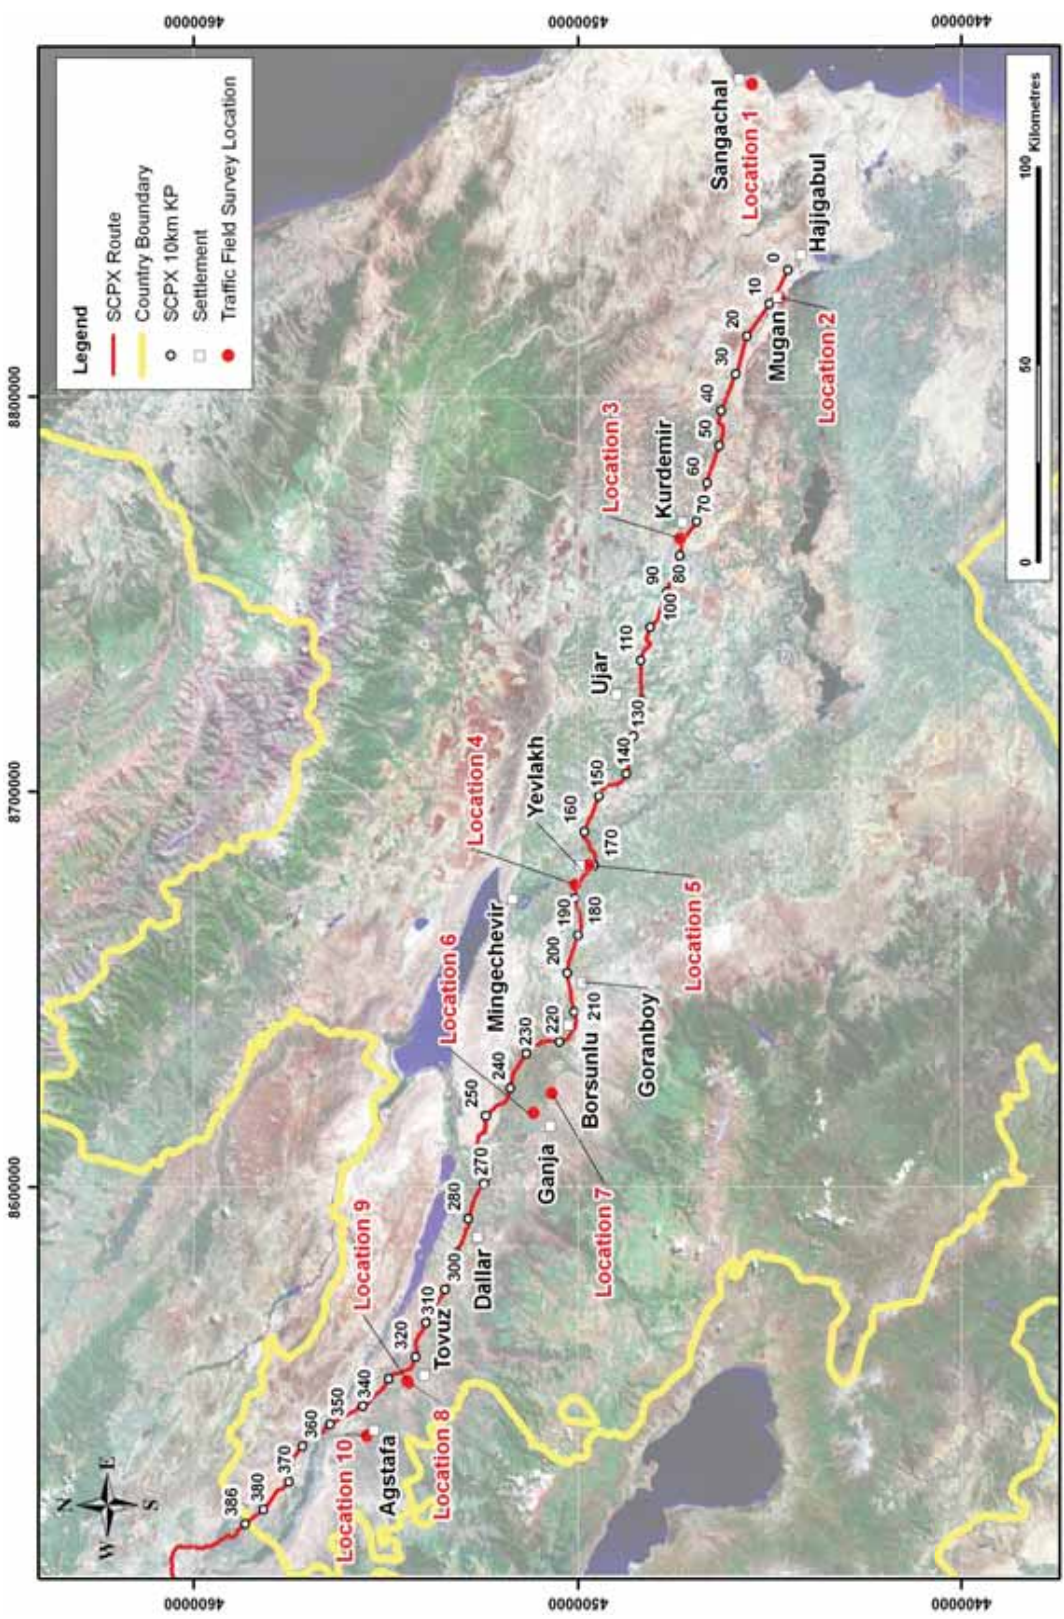 8600000
8700000
8800000
4600000
4600000
4500000
4500000
4400000
4400000
N
W
E
S
Legend
SCPX Route
Country Boundary
SCPX 10km KP
Settlement
Traffic Field Survey Location
386
380
370
360
350
340
320
310
300
280
270
250
240
230
220
210
200
190
180
170
160
150
140
130
110
100
90
80
70
60
50
40
30
20
10
0
Location 10
Agstafa
Location 8
Location 9
Tovuz
Dallar
Location 6
Ganja
Location 7
Mingechevir
Borsunlu
Goranboy
Location 4
Yevlakh
Location 5
Ujar
Location 3
Kurdemir
Mugan
Location 2
Hajigabul
Sangachal
Location 1
0
50
100
Kilometres